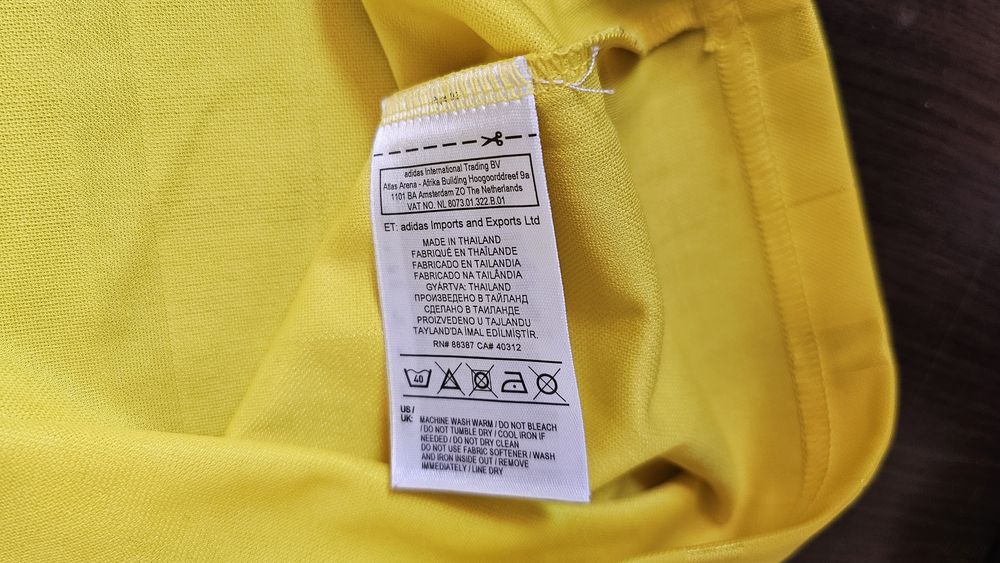 adidas International Trading BV
Atlas Arena - Afrika Building Hoogoorddreef 9a
1101 BA Amsterdam ZO The Netherlands
VAT NO. NL 8073.01.322.B.01
ET: adidas Imports and Exports Ltd
MADE IN THAILAND
FABRIQUÉ EN THAÏLANDE
FABRICADO EN TAILANDIA
FABRICADO NA TAILÂNDIA
GYÁRTVA: THAILAND
ПРОИЗВЕДЕНО В ТАЙЛАНД
СДЕЛАНО В ТАИЛАНДЕ
PROIZVEDENO U TAJLANDU
TAYLAND'DA İMAL EDİLMİŞTİR.
RN# 88387 CA# 40312
40
US / UK: MACHINE WASH WARM / DO NOT BLEACH
/ DO NOT TUMBLE DRY / COOL IRON IF
NEEDED / DO NOT DRY CLEAN
DO NOT USE FABRIC SOFTENER / WASH
AND IRON INSIDE OUT / REMOVE
IMMEDIATELY / LINE DRY